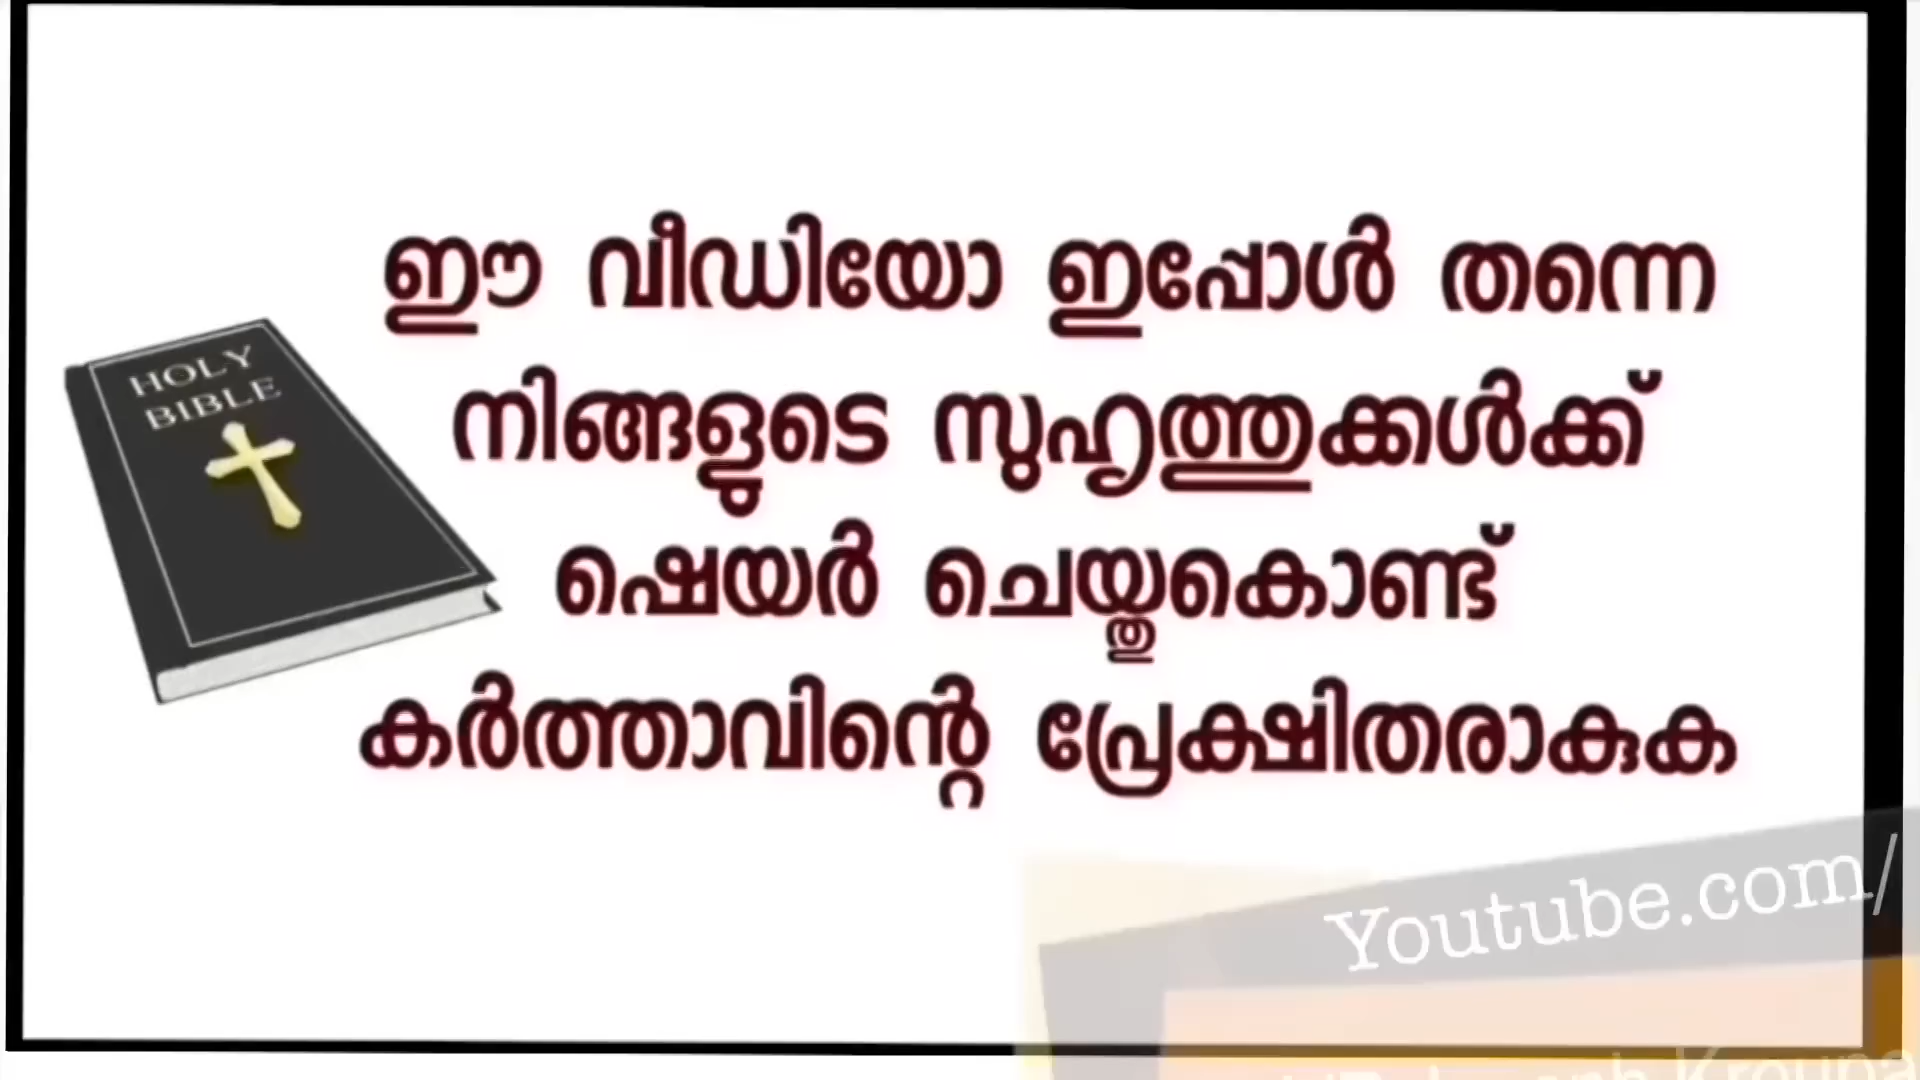 HOLY
BIBLE
ഈ വീഡിയോ ഇപ്പോൾ തന്നെ
നിങ്ങളുടെ സുഹൃത്തുക്കൾക്ക്
ഷെയർ ചെയ്തുകൊണ്ട്
കർത്താവിന്റെ പ്രേക്ഷിതരാകുക
Youtube.com/